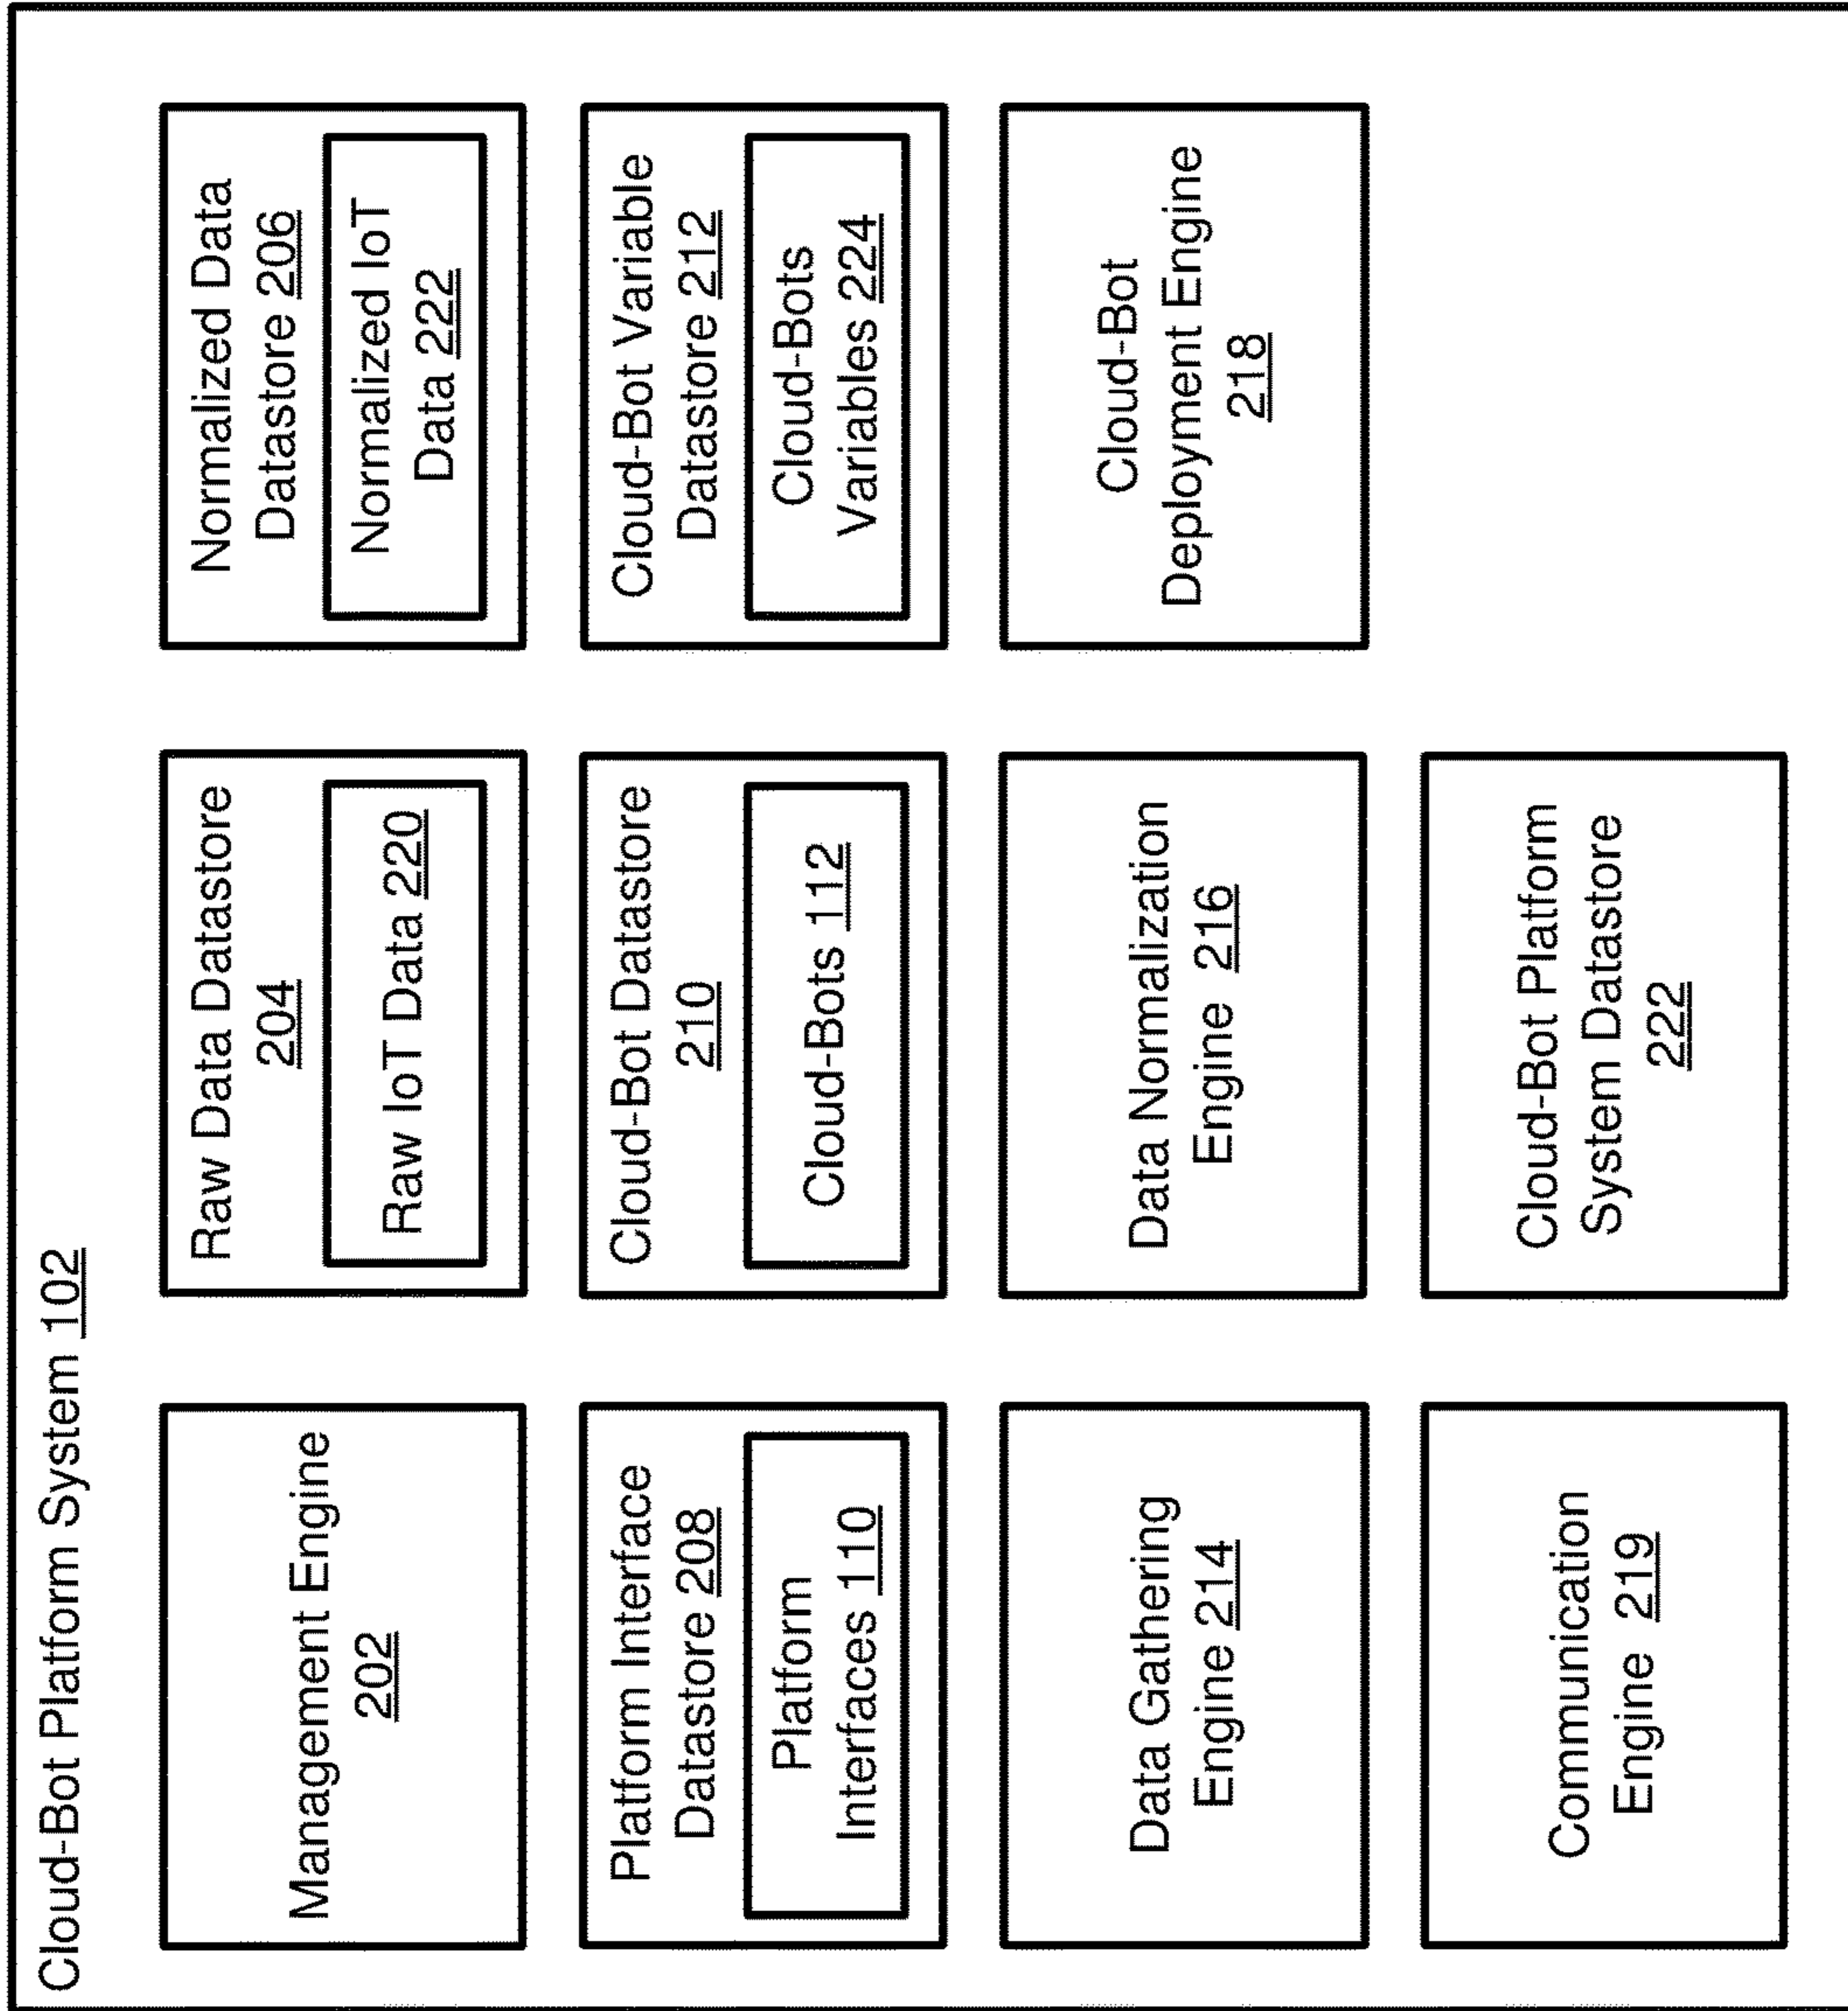 Cloud-Bot Platform System 102
Management Engine
202
Raw Data Datastore
204
Raw IoT Data 220
Normalized Data
Datastore 206
Normalized IoT
Data 222
Platform Interface
Datastore 208
Platform
Interfaces 110
Cloud-Bot Datastore
210
Cloud-Bots 112
Cloud-Bot Variable
Datastore 212
Cloud-Bots
Variables 224
Data Gathering
Engine 214
Data Normalization
Engine 216
Cloud-Bot
Deployment Engine
218
Communication
Engine 219
Cloud-Bot Platform
System Datastore
222